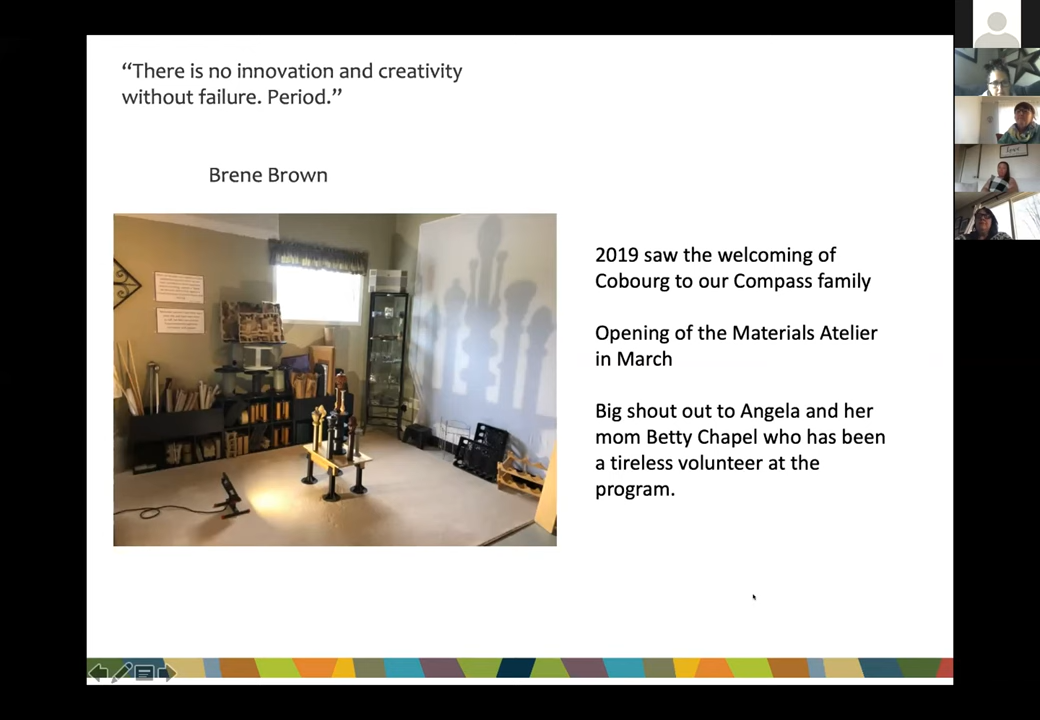 “There is no innovation and creativity
without failure. Period.”
Brene Brown
2019 saw the welcoming of
Cobourg to our Compass family
Opening of the Materials Atelier
in March
Big shout out to Angela and her
mom Betty Chapel who has been
a tireless volunteer at the
program.